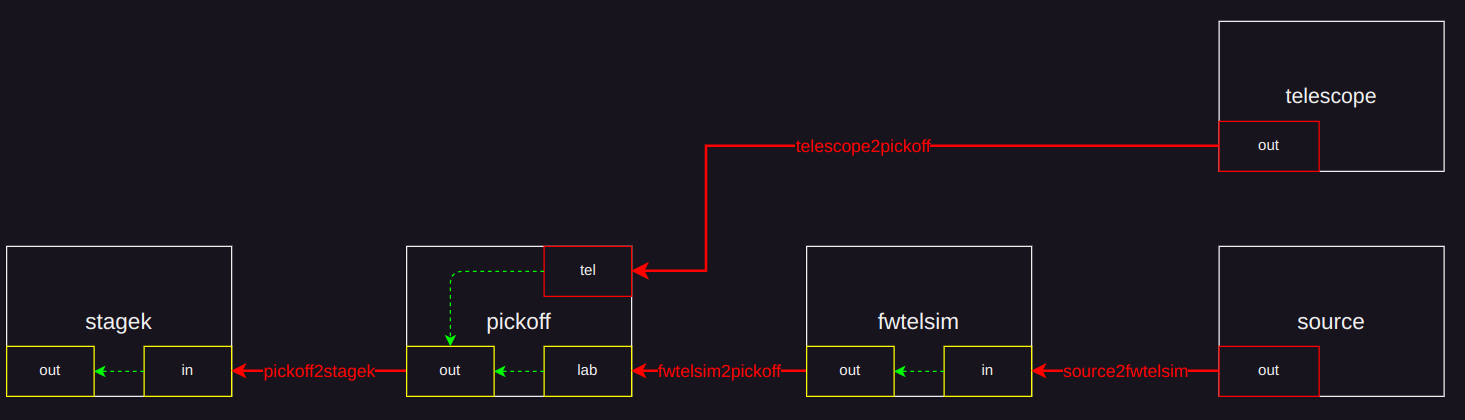 telescope
out
telescope2pickoff
tel
stagek
pickoff
fwtelsim
source
out
in
pickoff2stagek
out
lab
fwtelsim2pickoff
out
in
source2fwtelsim
out